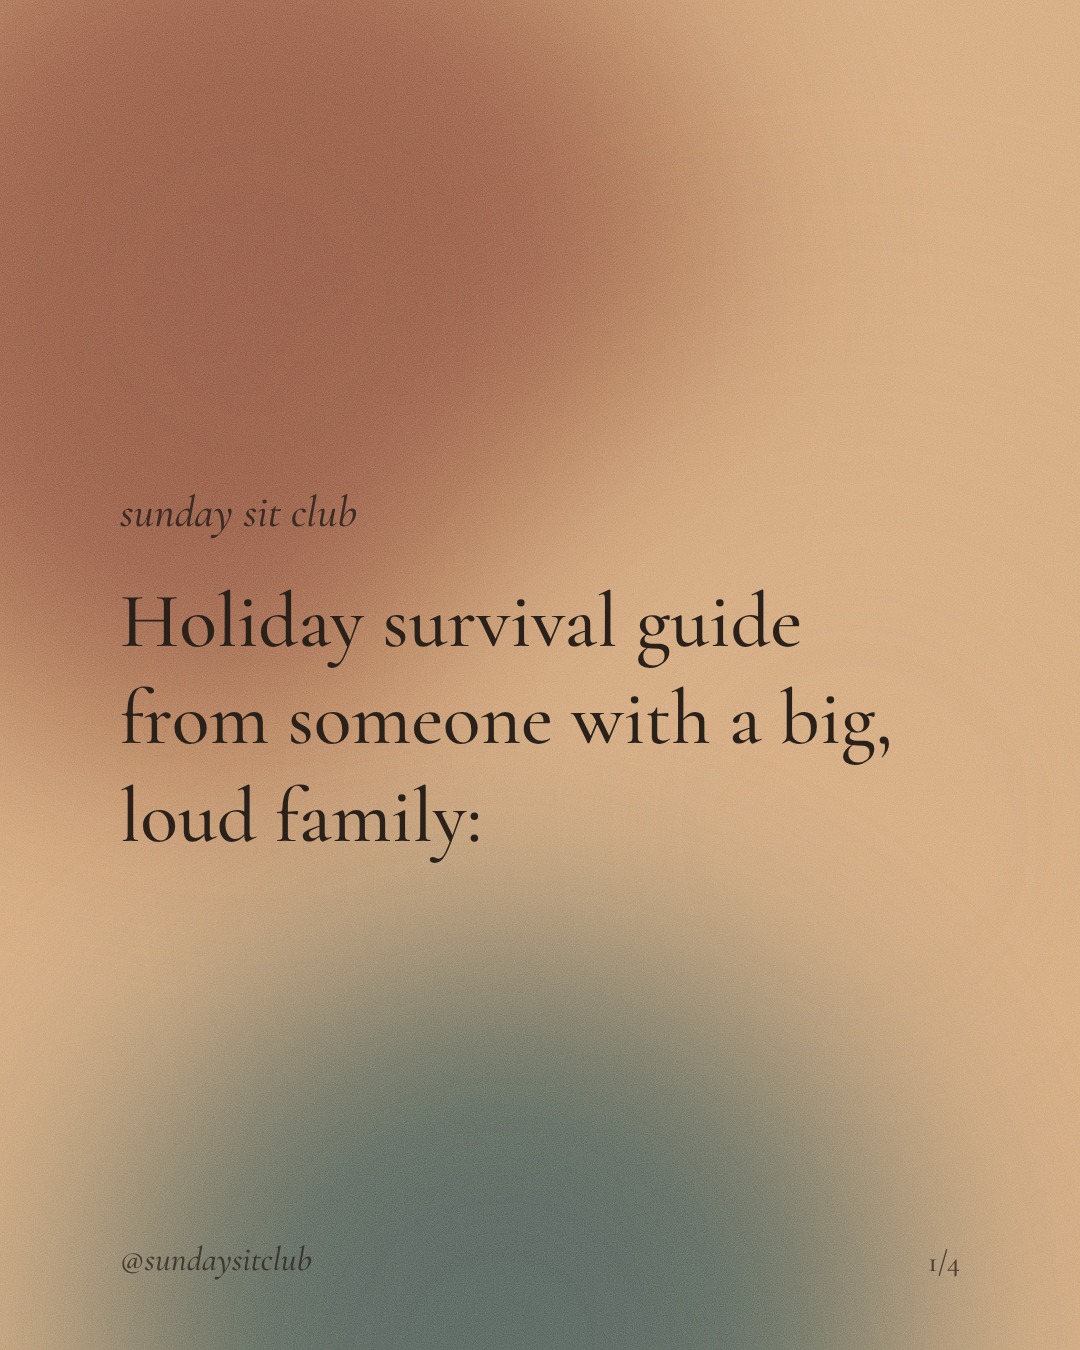 sunday sit club
Holiday survival guide
from someone with a big,
loud family:
@sundaysitclub
1/4